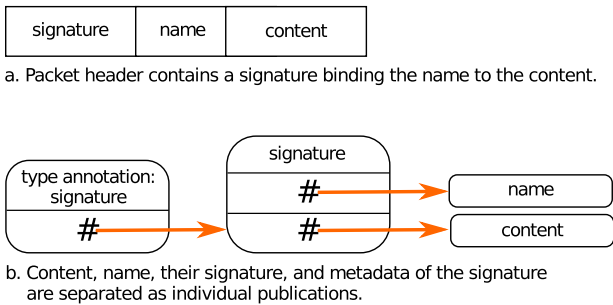 signature name content
a. Packet header contains a signature binding the name to the content.
signature
type annotation:
signature
# name
# # content
b. Content, name, their signature, and metadata of the signature
are separated as individual publications.